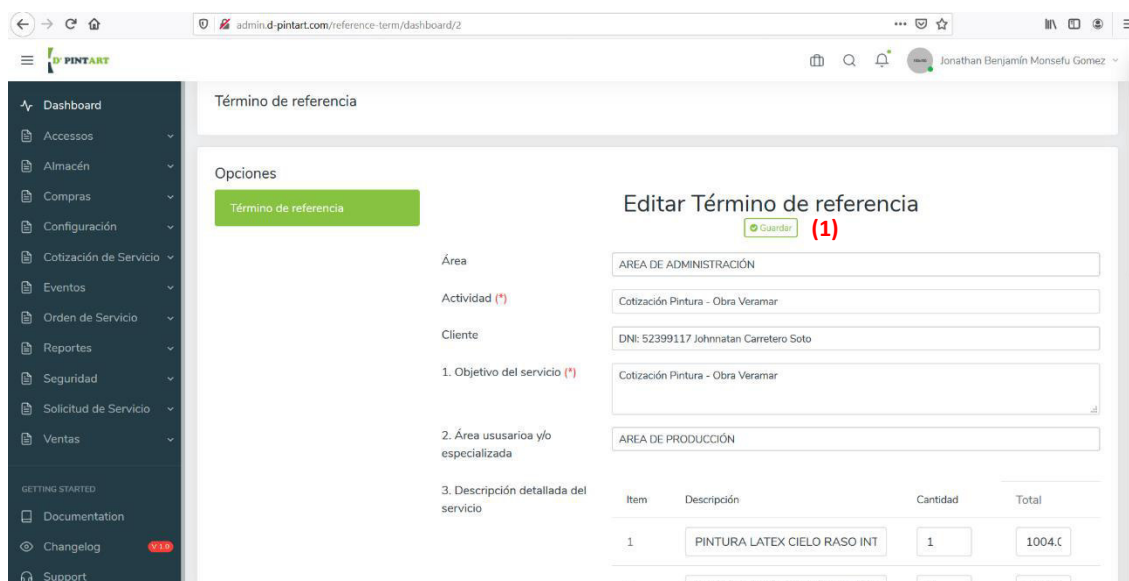 admin.d-pintart.com/reference-term/dashboard/2
D' PINTART
Jonathan Benjamín Monsefu Gomez
Dashboard
Accessos
Almacén
Compras
Configuración
Cotización de Servicio
Eventos
Orden de Servicio
Reportes
Seguridad
Solicitud de Servicio
Ventas
GETTING STARTED
Documentation
Changelog V 1.0
Support
Término de referencia
Opciones
Término de referencia
Editar Término de referencia
Guardar (1)
Área AREA DE ADMINISTRACIÓN
Actividad (*) Cotización Pintura - Obra Veramar
Cliente DNI: 52399117 Johnnatan Carretero Soto
1. Objetivo del servicio (*) Cotización Pintura - Obra Veramar
2. Área ususarioa y/o
especializada
AREA DE PRODUCCIÓN
3. Descripción detallada del
servicio
Item Descripción Cantidad Total
1 PINTURA LATEX CIELO RASO INT 1 1004.0